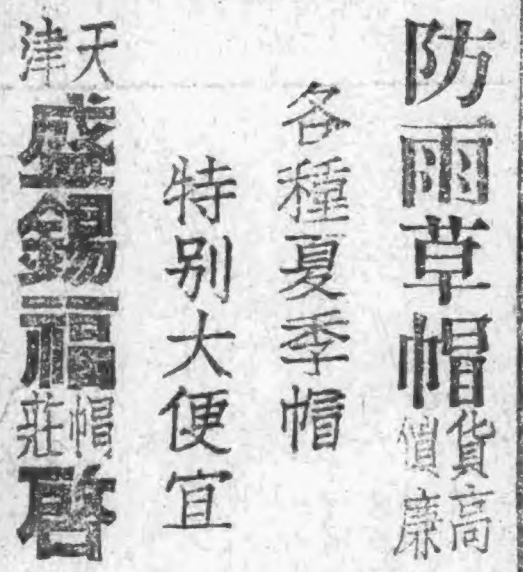 防雨草帽 貨高價廉
各種夏季帽
特别大便宜
天津盛錫福帽莊啓